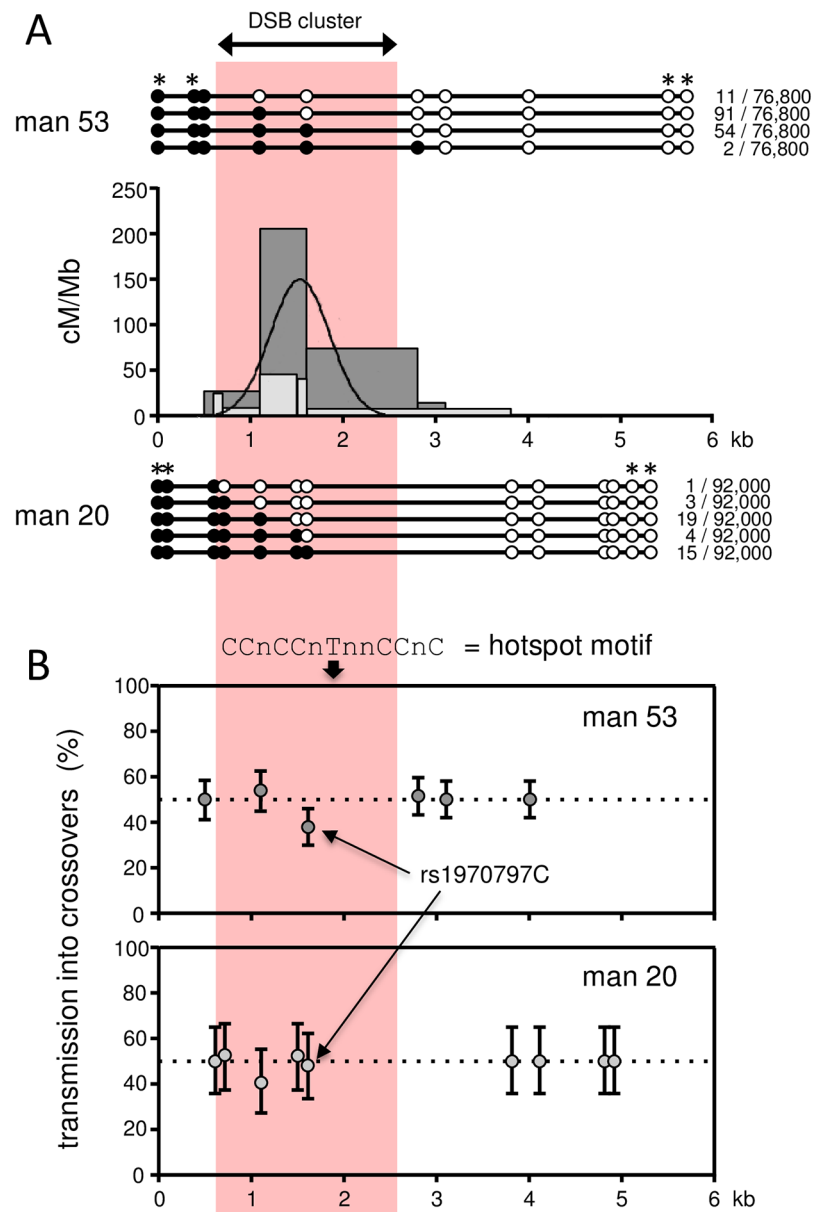 A
DSB cluster
* * * *
man 53
11 / 76,800
91 / 76,800
54 / 76,800
2 / 76,800
cM/Mb
250
200
150
100
50
0
0 1 2 3 4 5 6 kb
** * *
man 20
1 / 92,000
3 / 92,000
19 / 92,000
4 / 92,000
15 / 92,000
CCnCCnTnnCCnC = hotspot motif
B
transmission into crossovers (%)
100
80
60
40
20
0
man 53
rs1970797C
100
80
60
40
20
0
man 20
0 1 2 3 4 5 6 kb